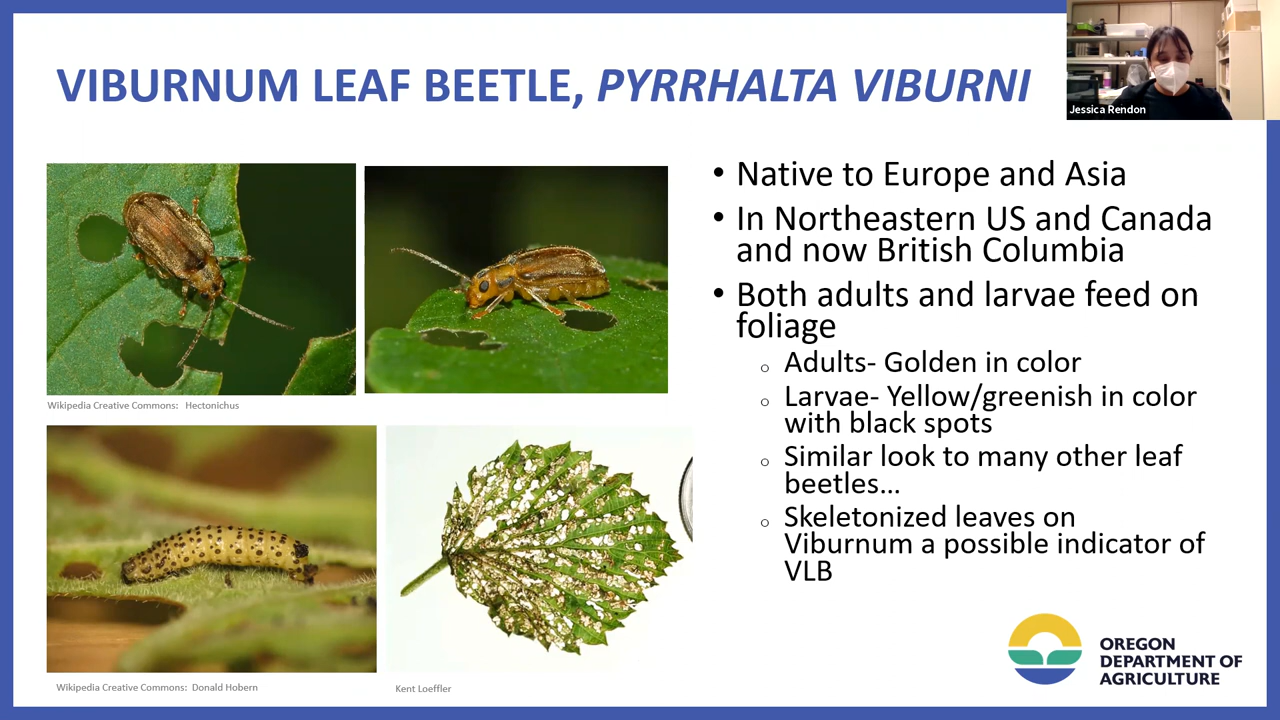 VIBURNUM LEAF BEETLE, PYRRHALTA VIBURNI
Jessica Rendon
Wikipedia Creative Commons: Hectonichus
Wikipedia Creative Commons: Donald Hobern
Kent Loeffler
• Native to Europe and Asia
• In Northeastern US and Canada
and now British Columbia
• Both adults and larvae feed on
foliage
o Adults- Golden in color
o Larvae- Yellow/greenish in color
with black spots
o Similar look to many other leaf
beetles...
o Skeletonized leaves on
Viburnum a possible indicator of
VLB
OREGON
DEPARTMENT OF
AGRICULTURE